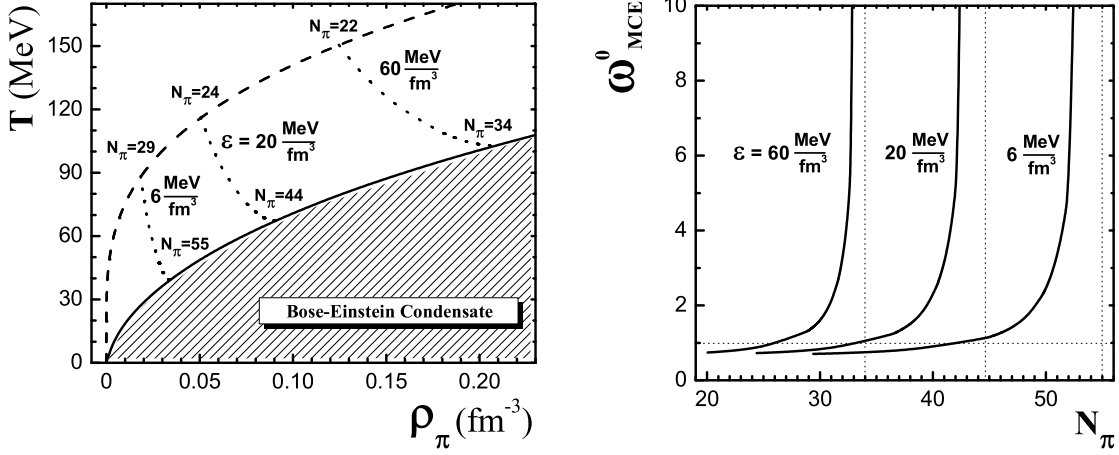 T (MeV)
150
120
90
60
30
0
N_π=22
60 MeV/fm³
N_π=24
N_π=34
ε = 20 MeV/fm³
N_π=29
6 MeV/fm³
N_π=44
N_π=55
Bose-Einstein Condensate
0 0.05 0.10 0.15 0.20
ρ_π (fm⁻³)
ω⁰_MCE
10
8
6
4
2
0
ε = 60 MeV/fm³ 20 MeV/fm³ 6 MeV/fm³
20 30 40 50
N_π